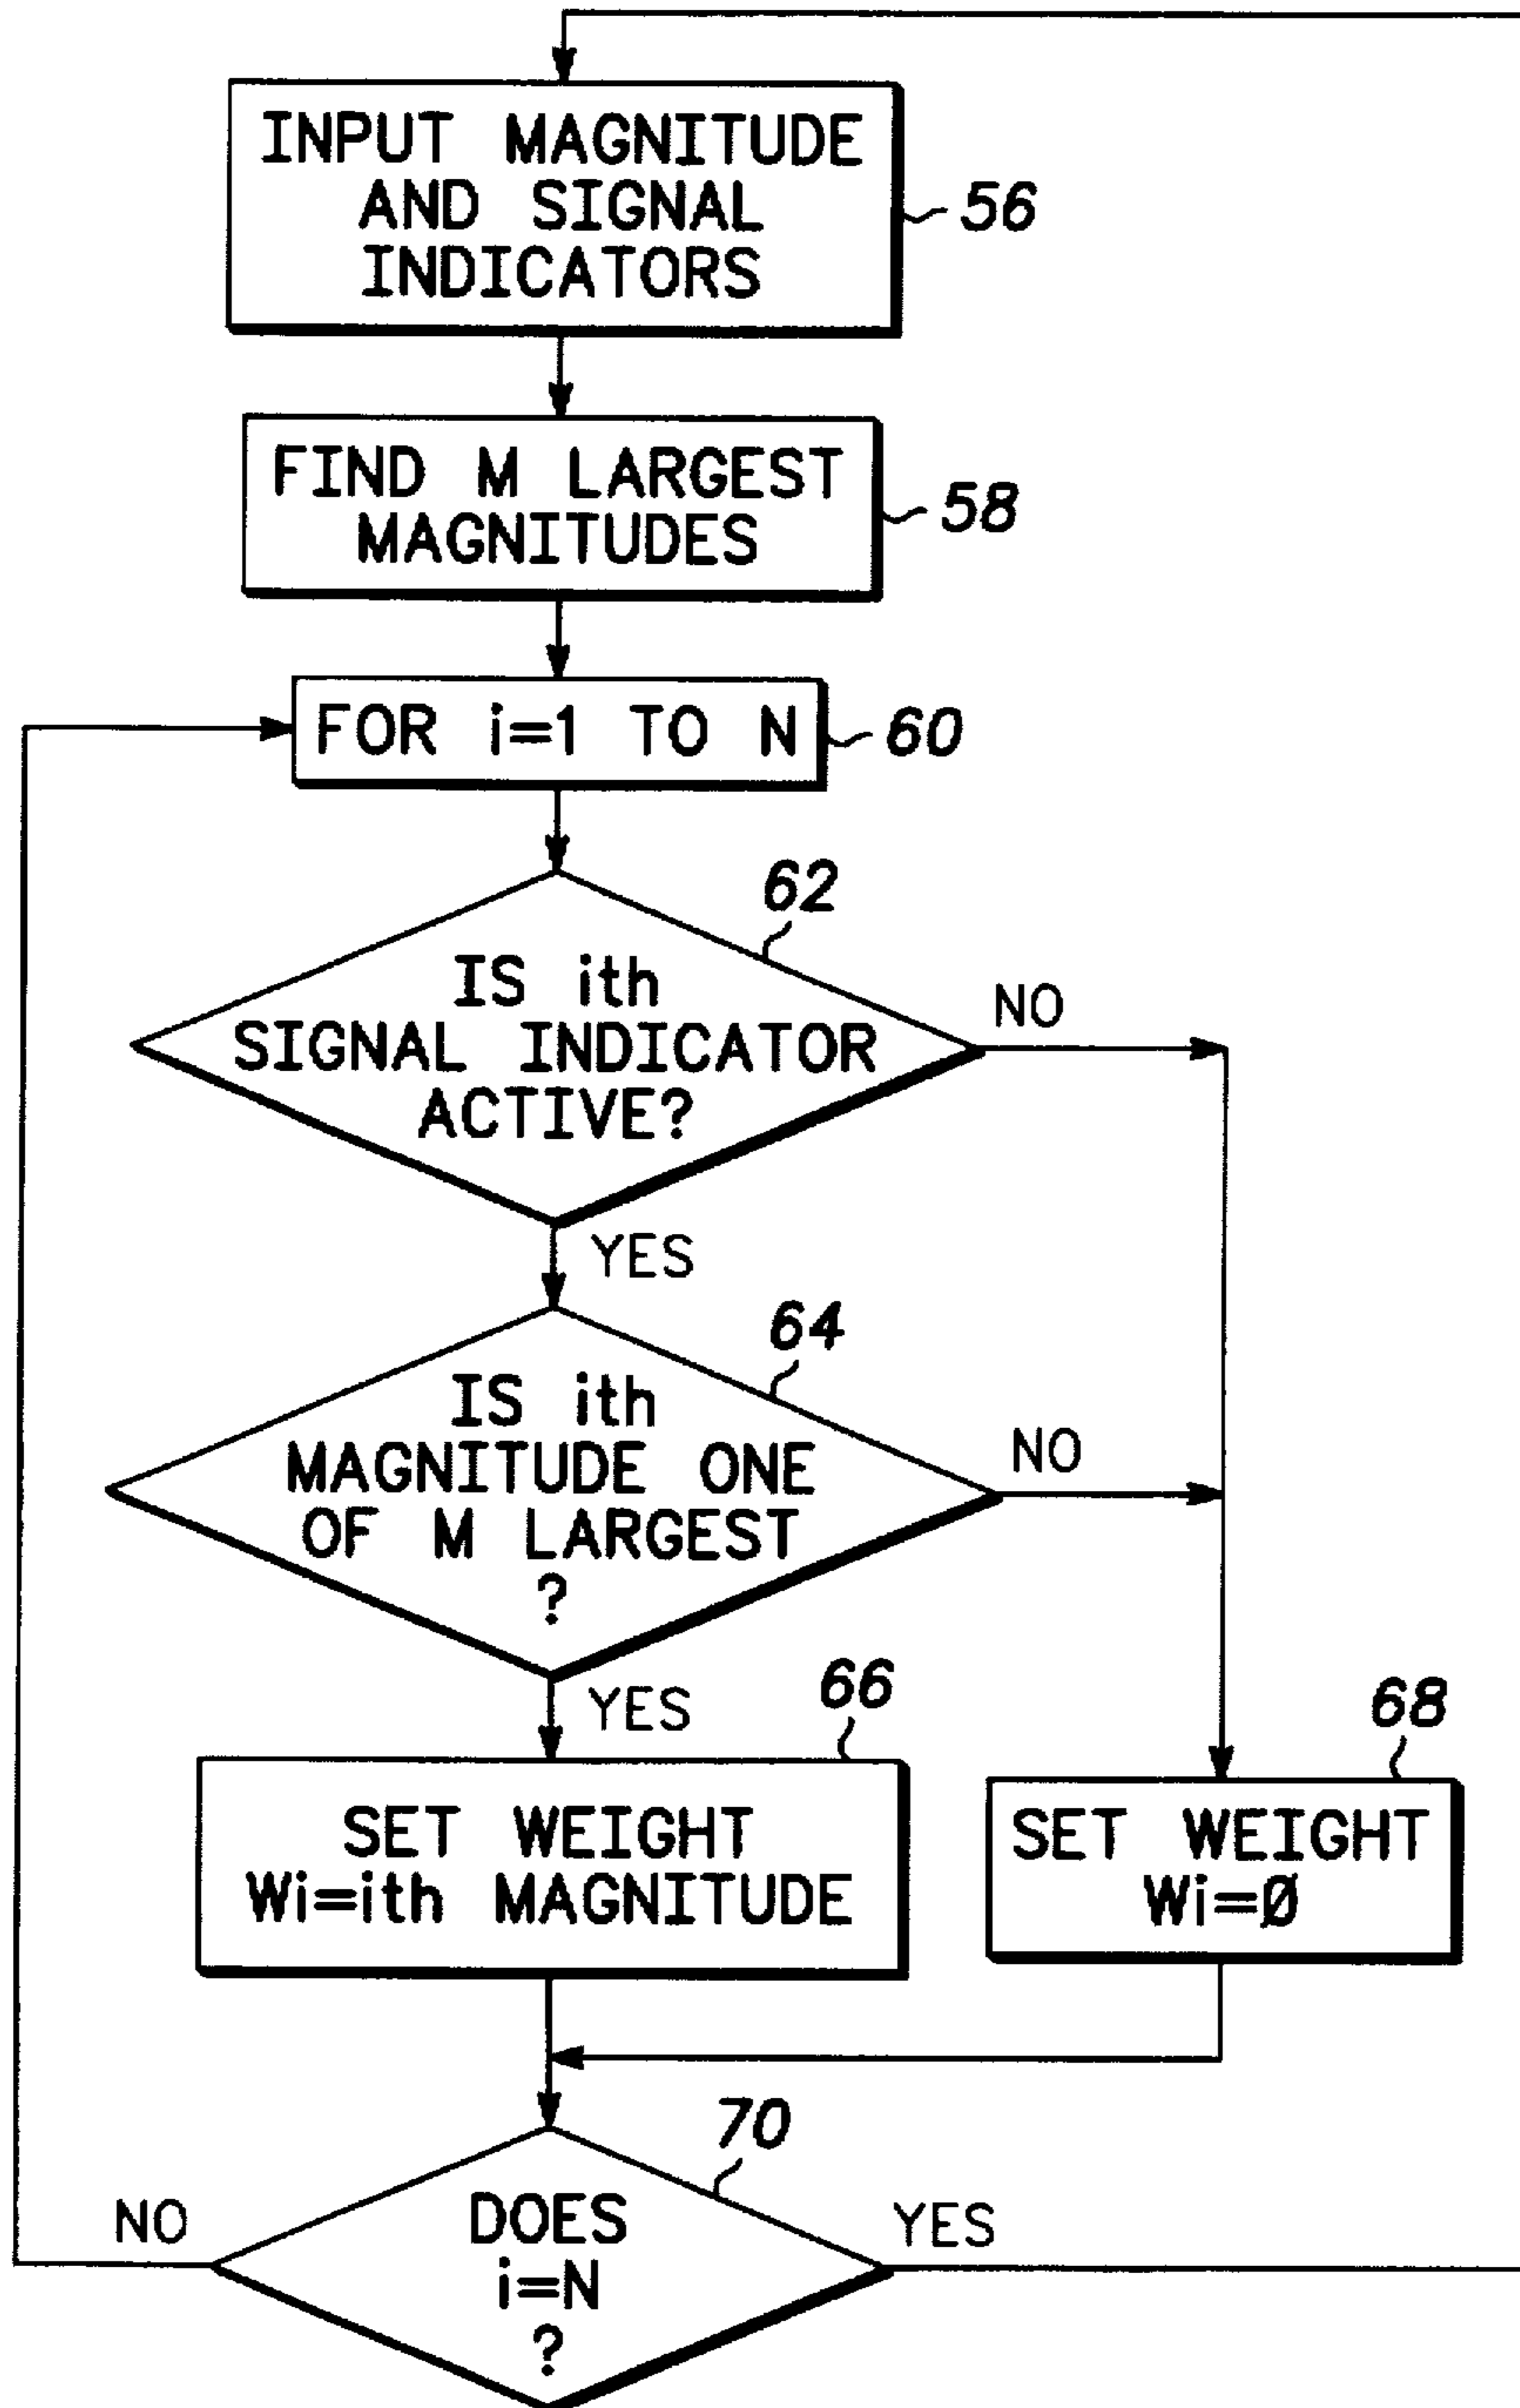 INPUT MAGNITUDE
AND SIGNAL
INDICATORS
56
FIND M LARGEST
MAGNITUDES
58
FOR i=1 TO N
60
62
IS ith
SIGNAL INDICATOR
ACTIVE?
NO
YES
64
IS ith
MAGNITUDE ONE
OF M LARGEST
?
NO
YES
66
SET WEIGHT
Wi=ith MAGNITUDE
68
SET WEIGHT
Wi=Ø
70
NO
DOES
i=N
?
YES